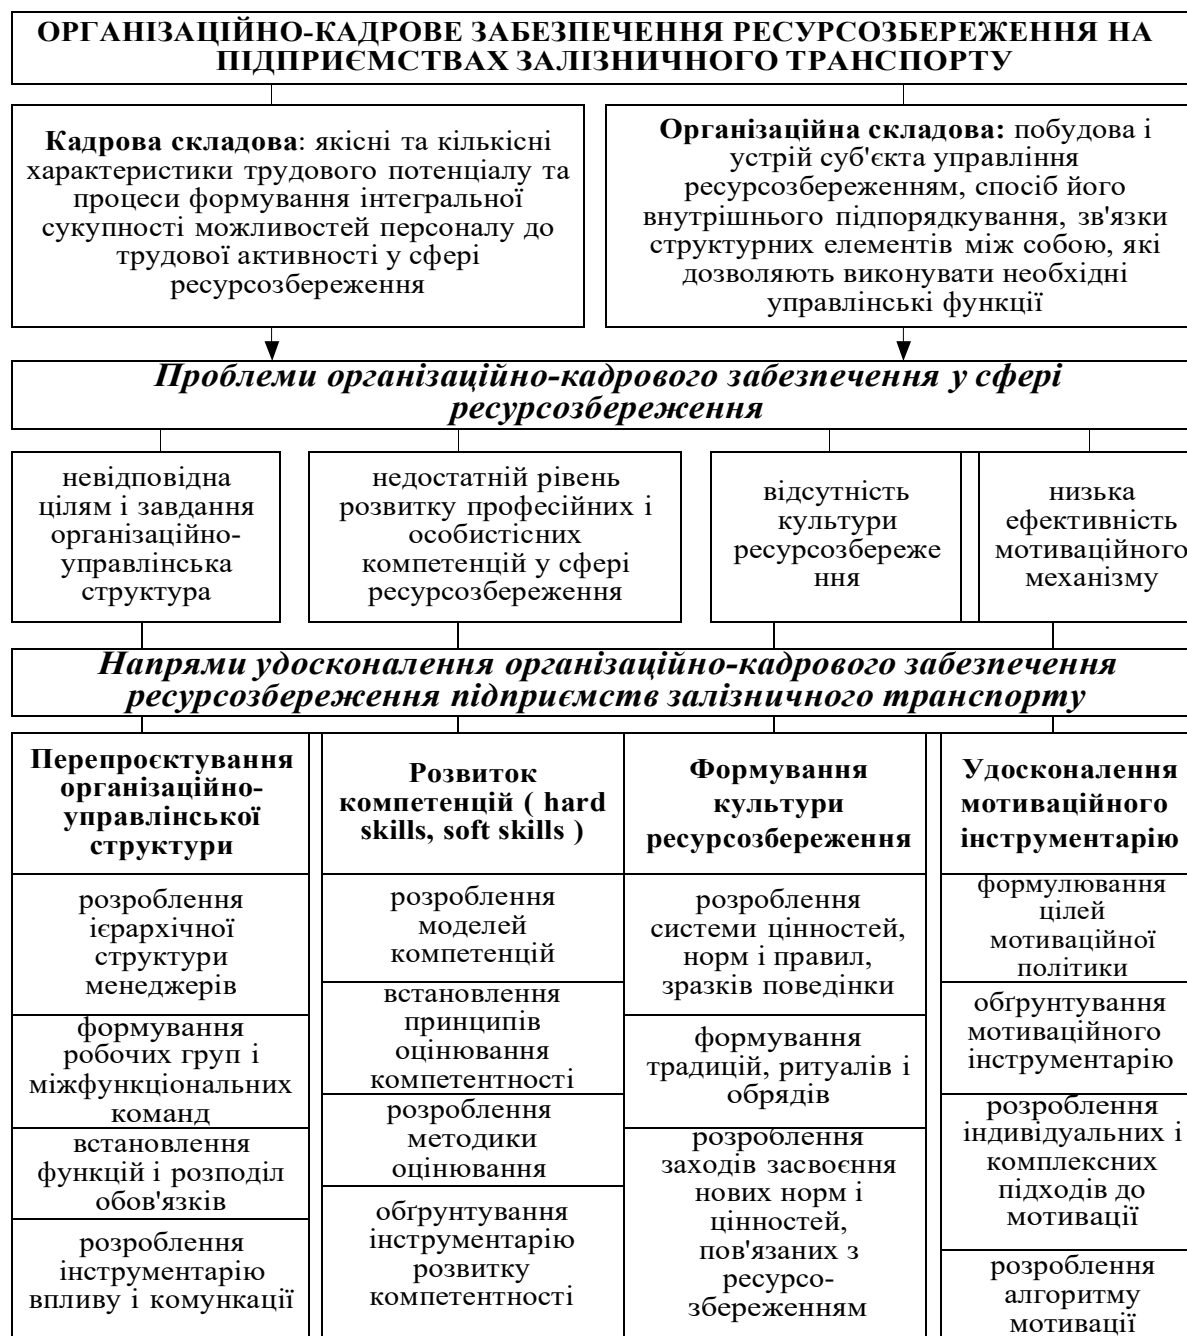 ОРГАНІЗАЦІЙНО-КАДРОВЕ ЗАБЕЗПЕЧЕННЯ РЕСУРСОЗБЕРЕЖЕННЯ НА
ПІДПРИЄМСТВАХ ЗАЛІЗНИЧНОГО ТРАНСПОРТУ
Кадрова складова: якісні та кількісні
характеристики трудового потенціалу та
процеси формування інтегральної
сукупності можливостей персоналу до
трудової активності у сфері
ресурсозбереження
Організаційна складова: побудова і
устрій суб'єкта управління
ресурсозбереженням, спосіб його
внутрішнього підпорядкування, зв'язки
структурних елементів між собою, які
дозволяють виконувати необхідні
управлінські функції
Проблеми організаційно-кадрового забезпечення у сфері
ресурсозбереження
невідповідна
цілям і завдання
організаційно-
управлінська
структура
недостатній рівень
розвитку професійних і
особистісних
компетенцій у сфері
ресурсозбереження
відсутність
культури
ресурсозбереже
ння
низька
ефективність
мотиваційного
механізму
Напрями удосконалення організаційно-кадрового забезпечення
ресурсозбереження підприємств залізничного транспорту
Перепроєктування
організаційно-
управлінської
структури
розроблення
ієрархічної
структури
менеджерів
формування
робочих груп і
міжфункціональних
команд
встановлення
функцій і розподіл
обов'язків
розроблення
інструментарію
впливу і комункації
Розвиток
компетенцій ( hard
skills, soft skills )
розроблення
моделей
компетенцій
встановлення
принципів
оцінювання
компетентності
розроблення
методики
оцінювання
обґрунтування
інструментарію
розвитку
компетентності
Формування
культури
ресурсозбереження
розроблення
системи цінностей,
норм і правил,
зразків поведінки
формування
традицій, ритуалів і
обрядів
розроблення
заходів засвоєння
нових норм і
цінностей,
пов'язаних з
ресурсо-
збереженням
Удосконалення
мотиваційного
інструментарію
формулювання
цілей
мотиваційної
політики
обґрунтування
мотиваційного
інструментарію
розроблення
індивідуальних і
комплексних
підходів до
мотивації
розроблення
алгоритму
мотивації